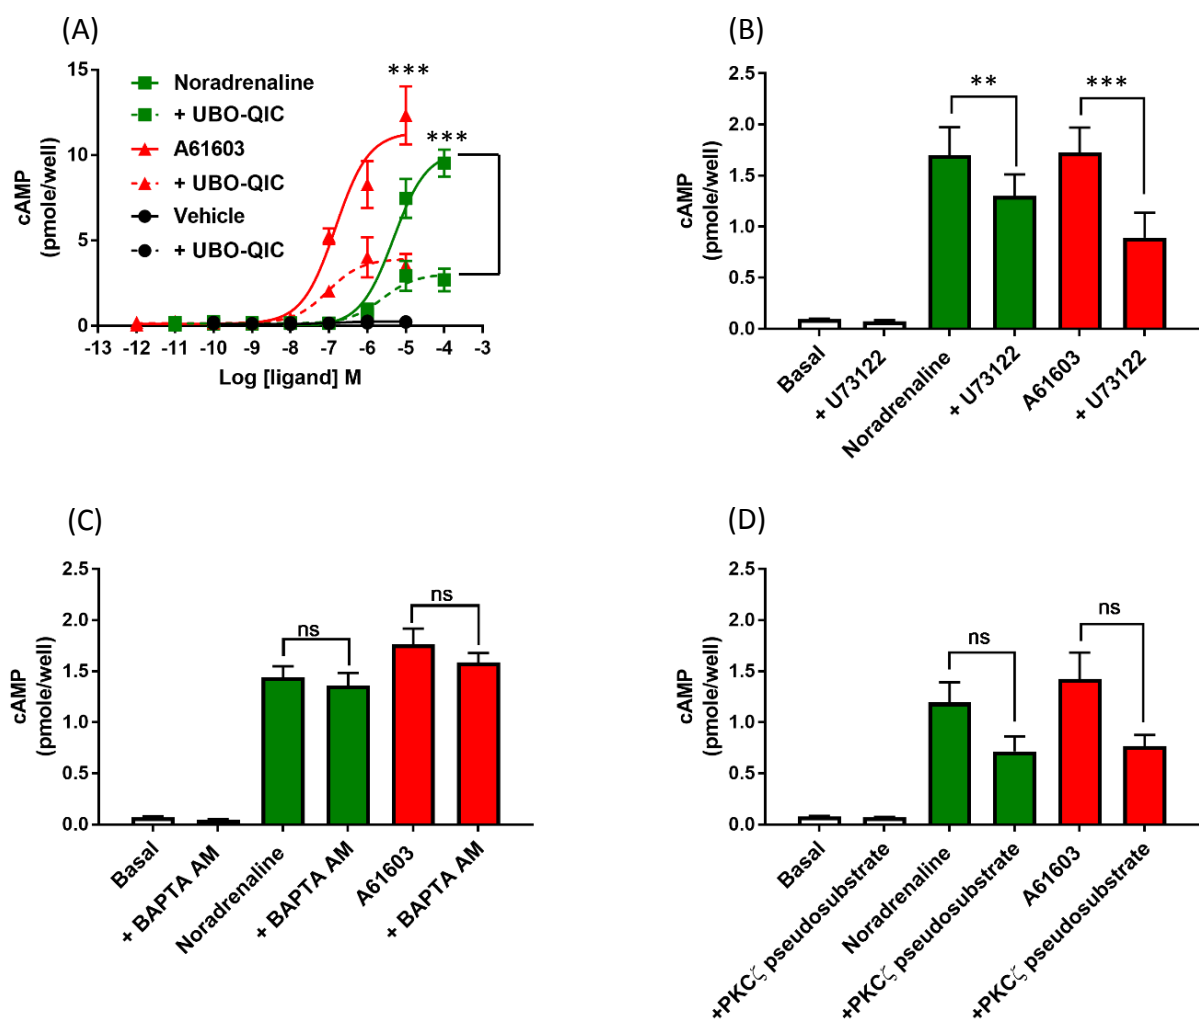 (A)
15
10
5
0
cAMP
(pmole/well)
Noradrenaline
+ UBO-QIC
A61603
+ UBO-QIC
Vehicle
+ UBO-QIC
***
***
-13 -12 -11 -10 -9 -8 -7 -6 -5 -4 -3
Log [ligand] M
(B)
2.5
2.0
1.5
1.0
0.5
0.0
cAMP
(pmole/well)
**
***
Basal
+ U73122
Noradrenaline
+ U73122
A61603
+ U73122
(C)
2.5
2.0
1.5
1.0
0.5
0.0
cAMP
(pmole/well)
ns
ns
Basal
+ BAPTA AM
Noradrenaline
+ BAPTA AM
A61603
+ BAPTA AM
(D)
2.5
2.0
1.5
1.0
0.5
0.0
cAMP
(pmole/well)
ns
ns
Basal
+PKCζ pseudosubstrate
Noradrenaline
+PKCζ pseudosubstrate
A61603
+PKCζ pseudosubstrate